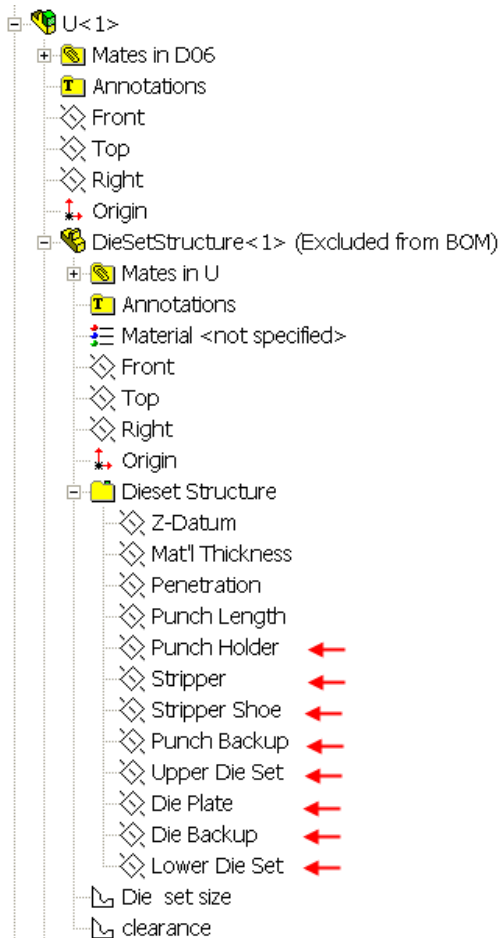 U<1>
Mates in D06
Annotations
Front
Top
Right
Origin
DieSetStructure<1> (Excluded from BOM)
Mates in U
Annotations
Material <not specified>
Front
Top
Right
Origin
Dieset Structure
Z-Datum
Mat'l Thickness
Penetration
Punch Length
Punch Holder
Stripper
Stripper Shoe
Punch Backup
Upper Die Set
Die Plate
Die Backup
Lower Die Set
Die set size
clearance